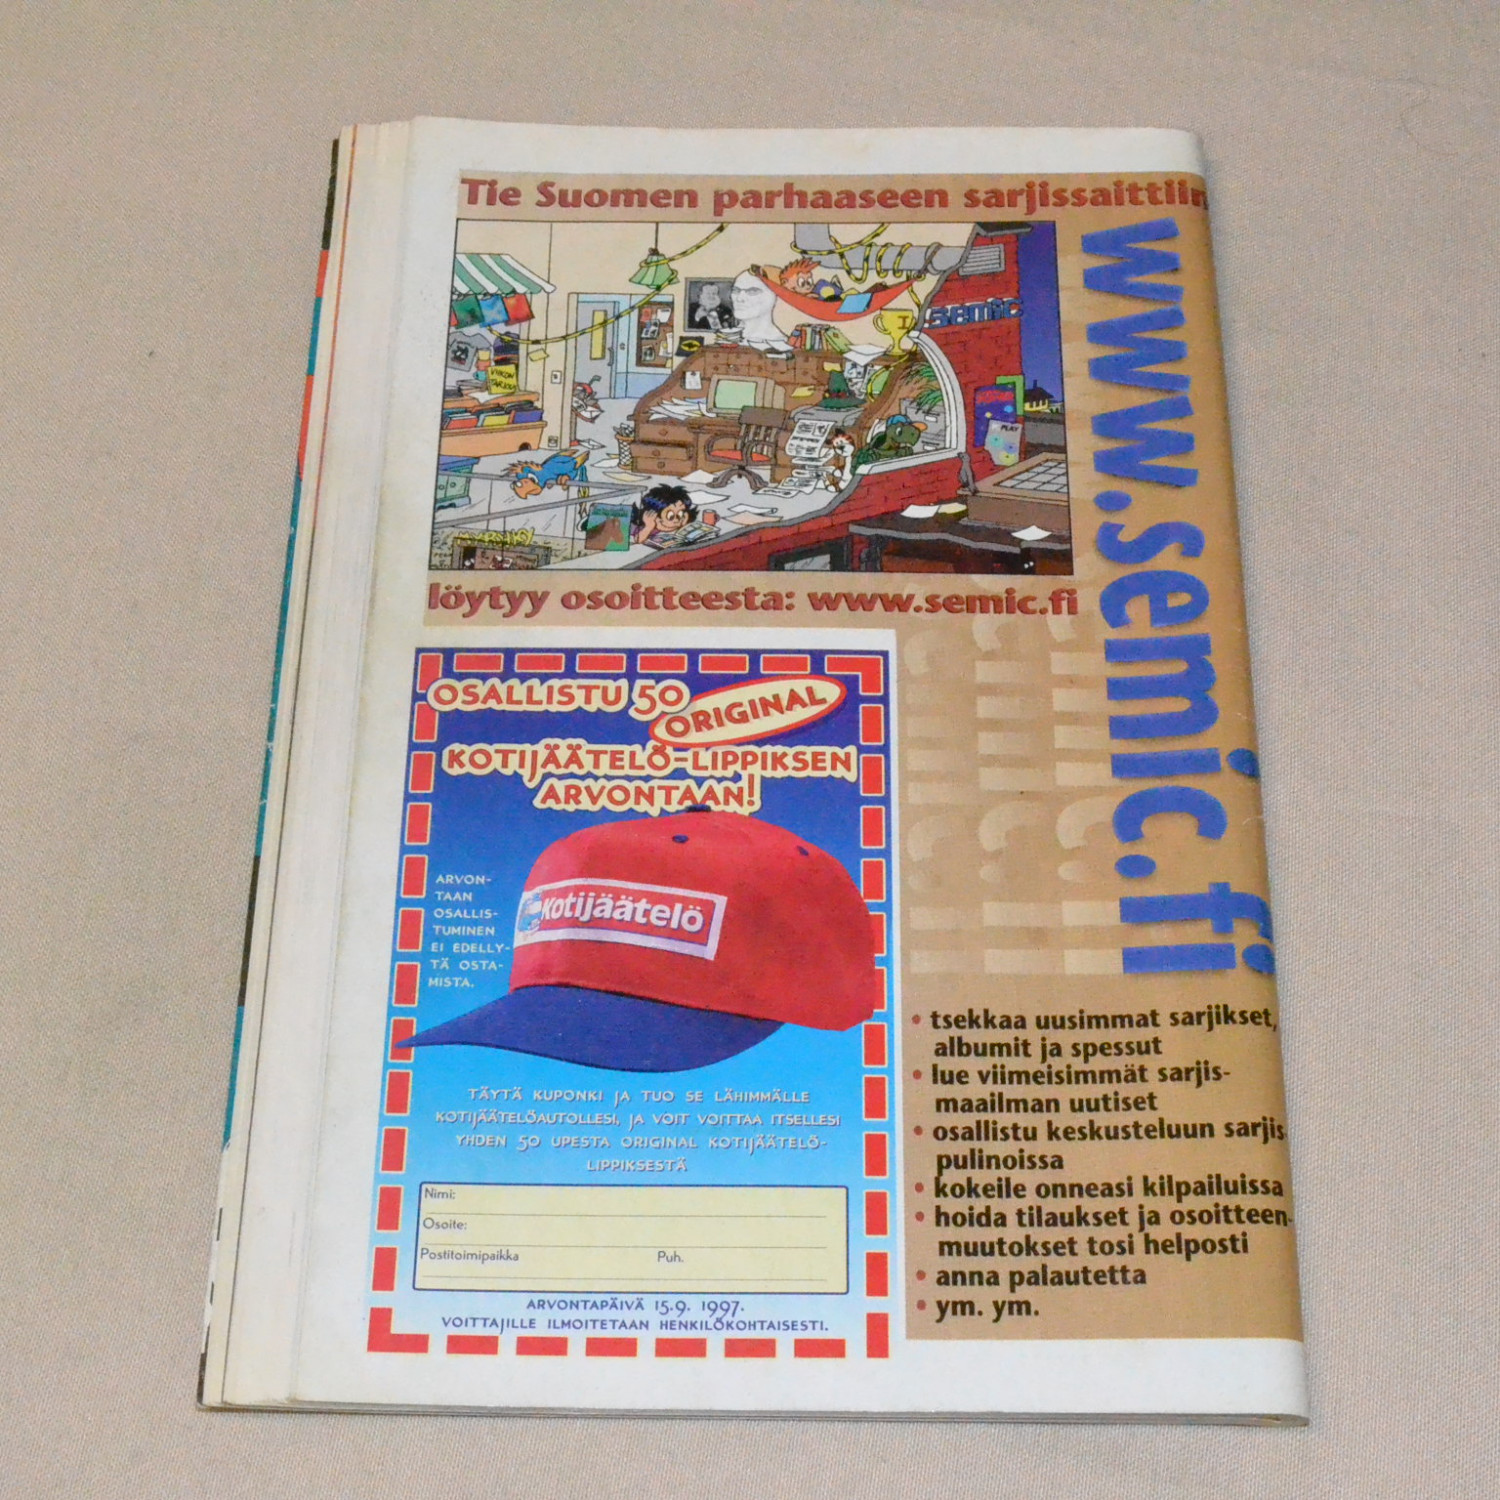 Tie Suomen parhaaseen sarjissaittiin
SEMIC
I
PLAY
löytyy osoitteesta: www.semic.fi
www.semic.fi
OSALLISTU 50
ORIGINAL
KOTIJÄÄTELÖ-LIPPIKSEN
ARVONTAAN!
kotijäätelö
ARVON-
TAAN
OSALLIS-
TUMINEN
EI EDELLY-
TÄ OSTA-
MISTA.
TÄYTÄ KUPONKI JA TUO SE LÄHIMMÄLLE
KOTIJÄÄTELÖAUTOLLESI, JA VOIT VOITTAA ITSELLESI
YHDEN 50 UPESTA ORIGINAL KOTIJÄÄTELÖ-
LIPPIKSESTÄ
Nimi:
Osoite:
Postitoimipaikka Puh.
ARVONTAPÄIVÄ 15.9. 1997.
VOITTAJILLE ILMOITETAAN HENKILÖKOHTAISESTI.
• tsekkaa uusimmat sarjikset,
albumit ja spessut
• lue viimeisimmät sarjis-
maailman uutiset
• osallistu keskusteluun sarjis
pulinoissa
• kokeile onneasi kilpailuissa
• hoida tilaukset ja osoitteen-
muutokset tosi helposti
• anna palautetta
• ym. ym.